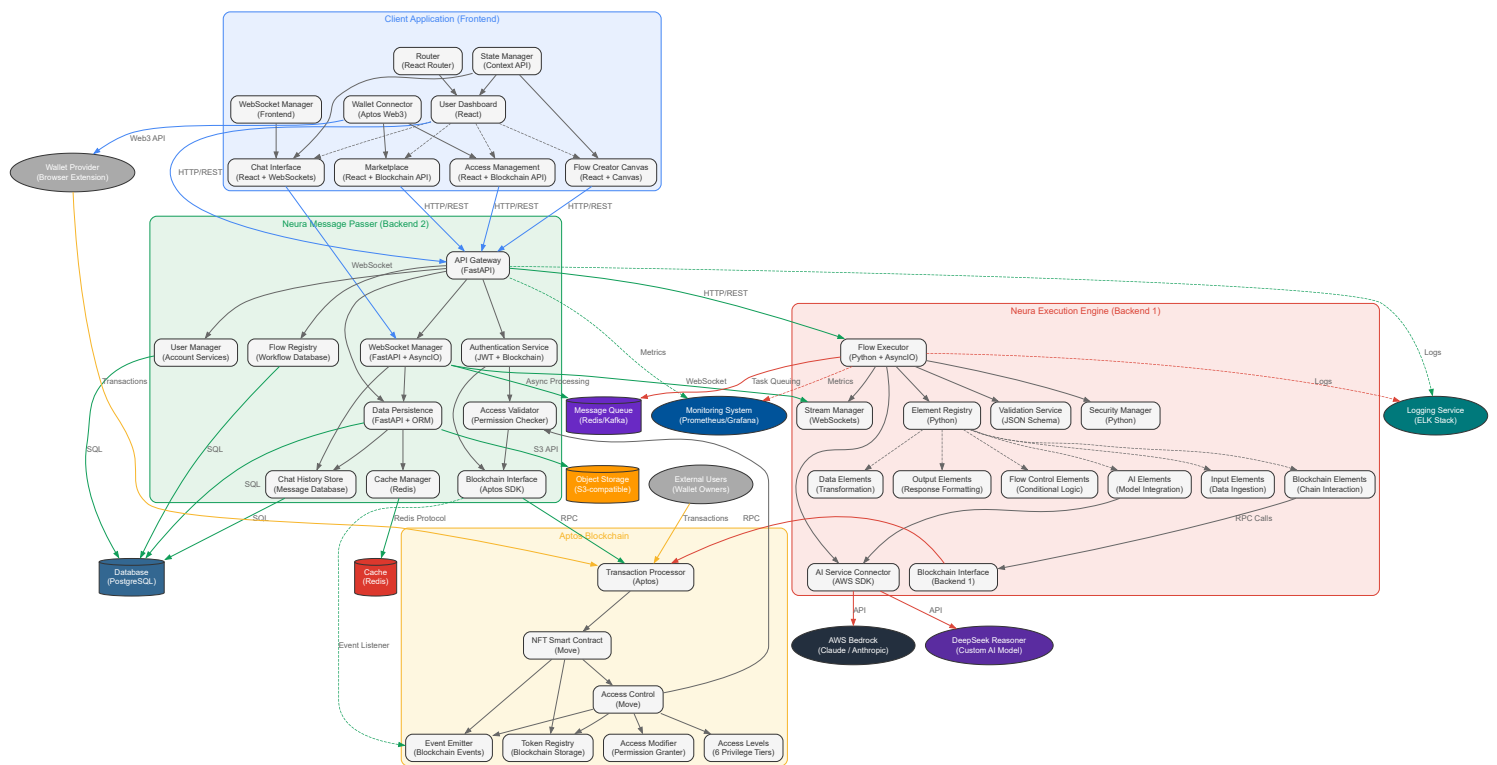 Client Application (Frontend)
Router
(React Router)
State Manager
(Context API)
WebSocket Manager
(Frontend)
Wallet Connector
(Aptos Web3)
User Dashboard
(React)
Web3 API
Wallet Provider
(Browser Extension)
HTTP/REST
Chat Interface
(React + WebSockets)
Marketplace
(React + Blockchain API)
Access Management
(React + Blockchain API)
Flow Creator Canvas
(React + Canvas)
HTTP/REST
HTTP/REST
HTTP/REST
Neura Message Passer (Backend 2)
WebSocket
API Gateway
(FastAPI)
HTTP/REST
Neura Execution Engine (Backend 1)
User Manager
(Account Services)
Flow Registry
(Workflow Database)
WebSocket Manager
(FastAPI + AsyncIO)
Authentication Service
(JWT + Blockchain)
Metrics
Flow Executor
(Python + AsyncIO)
Logs
Transactions
Async Processing
WebSocket
Task Queuing
Metrics
Logs
Data Persistence
(FastAPI + ORM)
Access Validator
(Permission Checker)
Message Queue
(Redis/Kafka)
Monitoring System
(Prometheus/Grafana)
Stream Manager
(WebSockets)
Element Registry
(Python)
Validation Service
(JSON Schema)
Security Manager
(Python)
Logging Service
(ELK Stack)
SQL
SQL
SQL
S3 API
Chat History Store
(Message Database)
Cache Manager
(Redis)
Blockchain Interface
(Aptos SDK)
Object Storage
(S3-compatible)
External Users
(Wallet Owners)
Data Elements
(Transformation)
Output Elements
(Response Formatting)
Flow Control Elements
(Conditional Logic)
AI Elements
(Model Integration)
Input Elements
(Data Ingestion)
Blockchain Elements
(Chain Interaction)
SQL
Redis Protocol
RPC
Transactions
RPC
RPC Calls
Aptos Blockchain
Database
(PostgreSQL)
Cache
(Redis)
Transaction Processor
(Aptos)
AI Service Connector
(AWS SDK)
Blockchain Interface
(Backend 1)
API
API
Event Listener
NFT Smart Contract
(Move)
AWS Bedrock
(Claude / Anthropic)
DeepSeek Reasoner
(Custom AI Model)
Access Control
(Move)
Event Emitter
(Blockchain Events)
Token Registry
(Blockchain Storage)
Access Modifier
(Permission Granter)
Access Levels
(6 Privilege Tiers)